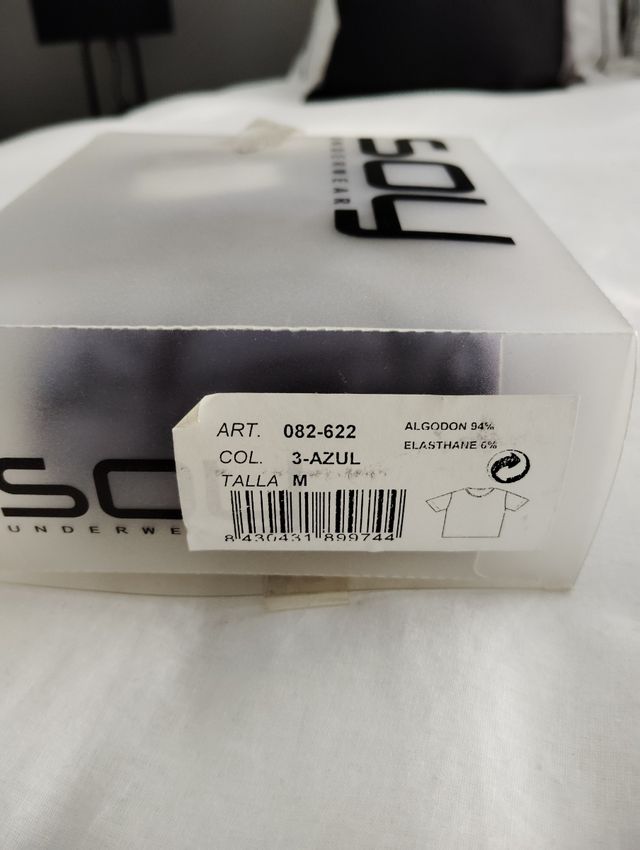 SOY
UNDERWEAR
ART. 082-622
COL. 3-AZUL
TALLA M
ALGODON 94%
ELASTHANE 6%
8 430431 899744
SO
UNDERWE